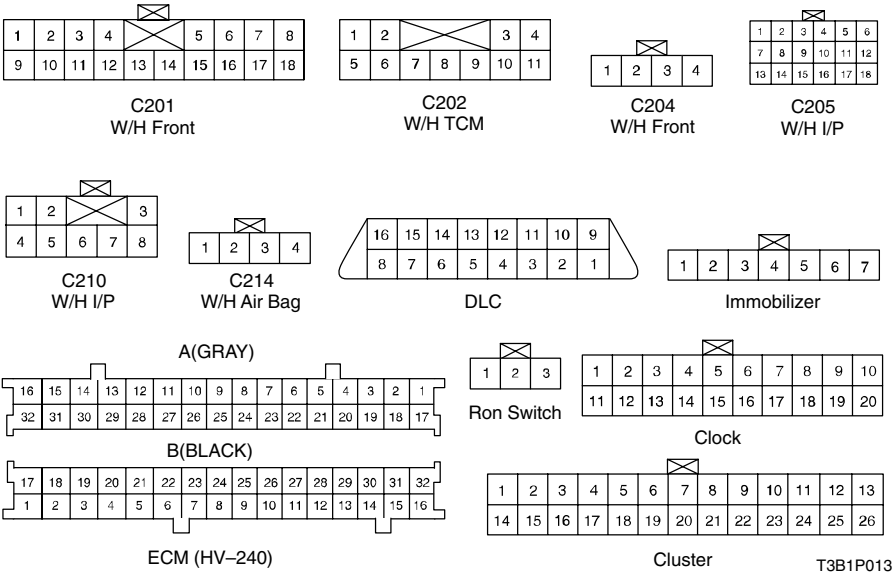 1 2 3 4 5 6 7 8
9 10 11 12 13 14 15 16 17 18
C201
W/H Front
1 2 3 4
5 6 7 8 9 10 11
C202
W/H TCM
1 2 3 4
C204
W/H Front
1 2 3 4 5 6
7 8 9 10 11 12
13 14 15 16 17 18
C205
W/H I/P
1 2 3
4 5 6 7 8
C210
W/H I/P
1 2 3 4
C214
W/H Air Bag
16 15 14 13 12 11 10 9
8 7 6 5 4 3 2 1
DLC
1 2 3 4 5 6 7
Immobilizer
A(GRAY)
16 15 14 13 12 11 10 9 8 7 6 5 4 3 2 1
32 31 30 29 28 27 26 25 24 23 22 21 20 19 18 17
B(BLACK)
17 18 19 20 21 22 23 24 25 26 27 28 29 30 31 32
1 2 3 4 5 6 7 8 9 10 11 12 13 14 15 16
ECM (HV–240)
1 2 3
Ron Switch
1 2 3 4 5 6 7 8 9 10
11 12 13 14 15 16 17 18 19 20
Clock
1 2 3 4 5 6 7 8 9 10 11 12 13
14 15 16 17 18 19 20 21 22 23 24 25 26
Cluster
T3B1P013